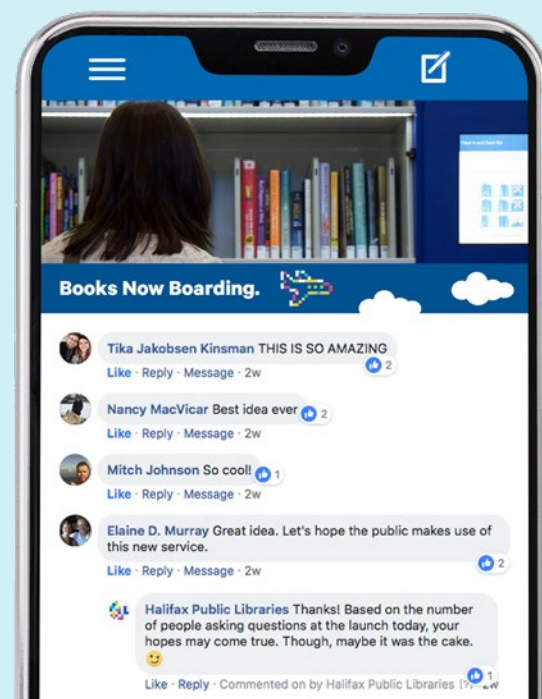 Books Now Boarding.
Tika Jakobsen Kinsman THIS IS SO AMAZING
2
Like · Reply · Message · 2w
Nancy MacVicar Best idea ever
2
Like · Reply · Message · 2w
Mitch Johnson So cool!
1
Like · Reply · Message · 2w
Elaine D. Murray Great idea. Let's hope the public makes use of
this new service.
2
Like · Reply · Message · 2w
Halifax Public Libraries Thanks! Based on the number
of people asking questions at the launch today, your
hopes may come true. Though, maybe it was the cake.
🙂
1
Like · Reply · Commented on by Halifax Public Libraries [?]